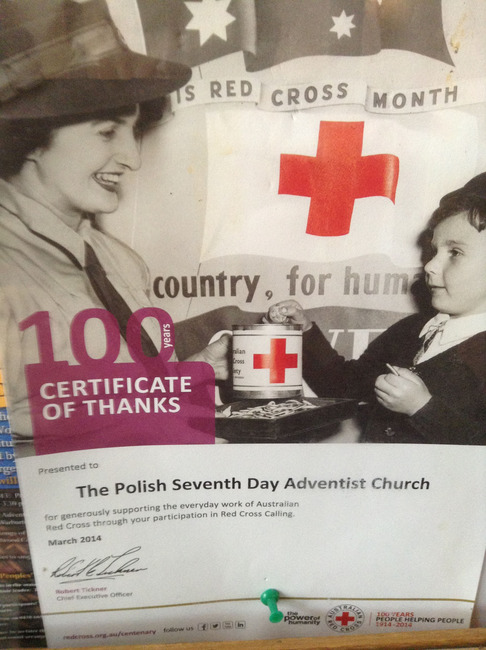 IS RED CROSS MONTH
country, for hum
100 years
CERTIFICATE
OF THANKS
Presented to
The Polish Seventh Day Adventist Church
for generously supporting the everyday work of Australian
Red Cross through your participation in Red Cross Calling.
March 2014
Robert Tickner
Chief Executive Officer
redcross.org.au/centenary follow us
the
power of
humanity
AUSTRALIAN
RED CROSS
100 YEARS
PEOPLE HELPING PEOPLE
1914-2014